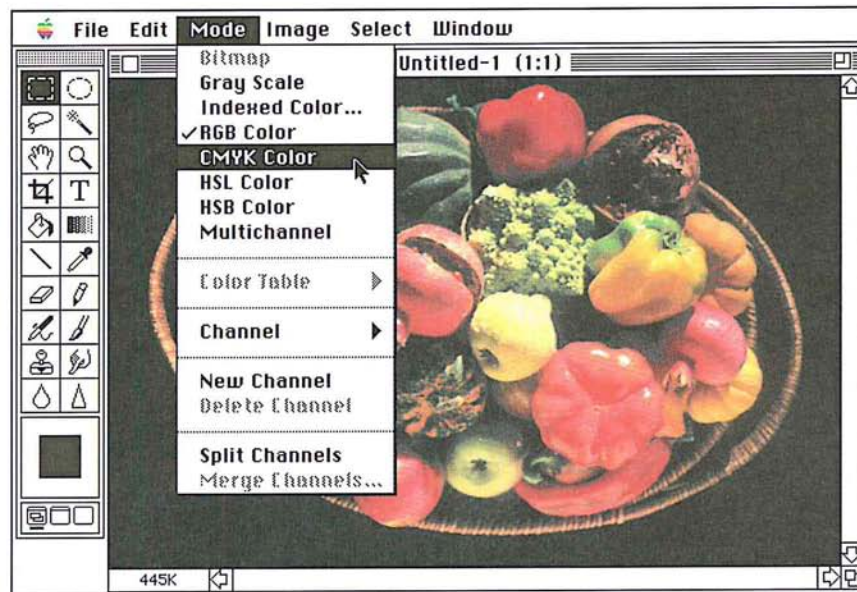 File Edit Mode Image Select Window
Untitled-1 (1:1)
Bitmap
Gray Scale
Indexed Color...
✓RGB Color
CMYK Color
HSL Color
HSB Color
Multichannel
Color Table
Channel
New Channel
Delete Channel
Split Channels
Merge Channels...
T
445K